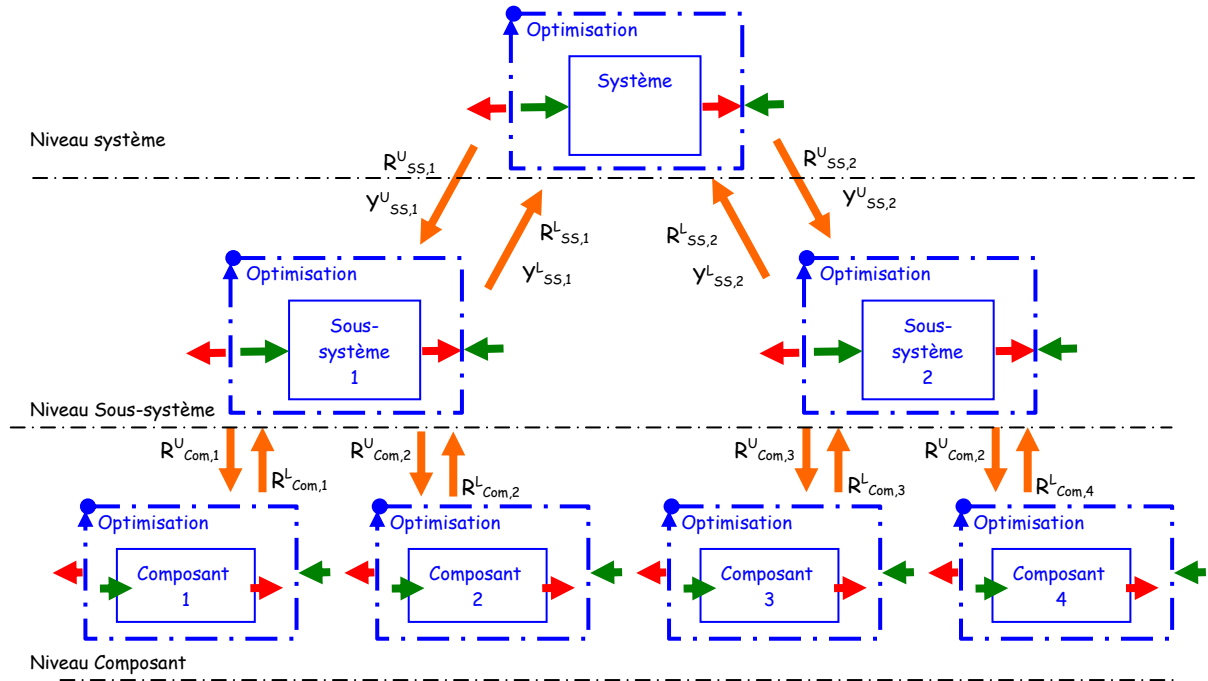 Optimisation
Système
Niveau système
R^U_SS,1
R^U_SS,2
Y^U_SS,1
Y^U_SS,2
R^L_SS,1
R^L_SS,2
Y^L_SS,1
Y^L_SS,2
Optimisation
Optimisation
Sous-
système
1
Sous-
système
2
Niveau Sous-système
R^U_Com,1
R^L_Com,1
R^U_Com,2
R^L_Com,2
R^U_Com,3
R^L_Com,3
R^U_Com,2
R^L_Com,4
Optimisation
Optimisation
Optimisation
Optimisation
Composant
1
Composant
2
Composant
3
Composant
4
Niveau Composant